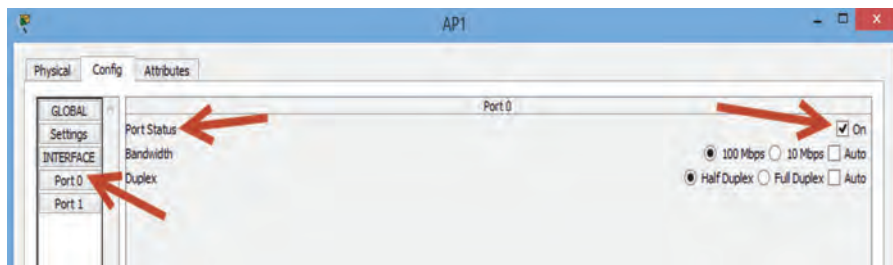 AP1
Physical Config Attributes
GLOBAL
Settings
INTERFACE
Port 0
Port 1
Port 0
Port Status On
Bandwidth 100 Mbps 10 Mbps Auto
Duplex Half Duplex Full Duplex Auto